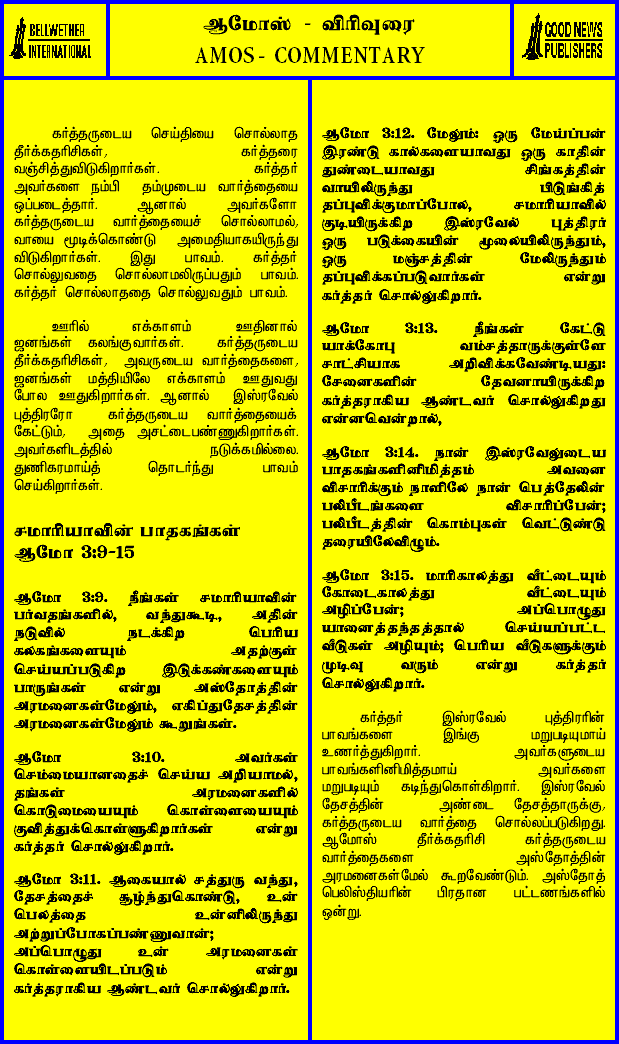 BELLWETHER
INTERNATIONAL
ஆமோஸ் - விரிவுரை
AMOS - COMMENTARY
GOOD NEWS
PUBLISHERS
கர்த்தருடைய செய்தியை சொல்லாத
தீர்க்கதரிசிகள், கர்த்தரை
வஞ்சித்துவிடுகிறார்கள். கர்த்தர்
அவர்களை நம்பி தம்முடைய வார்த்தையை
ஒப்படைத்தார். ஆனால் அவர்களோ
கர்த்தருடைய வார்த்தையைச் சொல்லாமல்,
வாயை மூடிக்கொண்டு அமைதியாகயிருந்து
விடுகிறார்கள். இது பாவம். கர்த்தர்
சொல்லுவதை சொல்லாமலிருப்பதும் பாவம்.
கர்த்தர் சொல்லாததை சொல்லுவதும் பாவம்.
ஊரில் எக்காளம் ஊதினால்
ஜனங்கள் கலங்குவார்கள். கர்த்தருடைய
தீர்க்கதரிசிகள், அவருடைய வார்த்தைகளை,
ஜனங்கள் மத்தியிலே எக்காளம் ஊதுவது
போல ஊதுகிறார்கள். ஆனால் இஸ்ரவேல்
புத்திரரோ கர்த்தருடைய வார்த்தையைக்
கேட்டும், அதை அசட்டைபண்ணுகிறார்கள்.
அவர்களிடத்தில் நடுக்கமில்லை.
துணிகரமாய்த் தொடர்ந்து பாவம்
செய்கிறார்கள்.
சமாரியாவின் பாதகங்கள்
ஆமோ 3:9-15
ஆமோ 3:9. நீங்கள் சமாரியாவின்
பர்வதங்களில், வந்துகூடி, அதின்
நடுவில் நடக்கிற பெரிய
கலகங்களையும் அதற்குள்
செய்யப்படுகிற இடுக்கண்களையும்
பாருங்கள் என்று அஸ்தோத்தின்
அரமனைகள்மேலும், எகிப்துதேசத்தின்
அரமனைகள்மேலும் கூறுங்கள்.
ஆமோ 3:10. அவர்கள்
செம்மையானதைச் செய்ய அறியாமல்,
தங்கள் அரமனைகளில்
கொடுமையையும் கொள்ளையையும்
குவித்துக்கொள்ளுகிறார்கள் என்று
கர்த்தர் சொல்லுகிறார்.
ஆமோ 3:11. ஆகையால் சத்துரு வந்து,
தேசத்தைச் சூழ்ந்துகொண்டு, உன்
பெலத்தை உன்னிலிருந்து
அற்றுப்போகப்பண்ணுவான்;
அப்பொழுது உன் அரமனைகள்
கொள்ளையிடப்படும் என்று
கர்த்தராகிய ஆண்டவர் சொல்லுகிறார்.
ஆமோ 3:12. மேலும்: ஒரு மேய்ப்பன்
இரண்டு கால்களையாவது ஒரு காதின்
துண்டையாவது சிங்கத்தின்
வாயிலிருந்து பிடுங்கித்
தப்புவிக்குமாப்போல, சமாரியாவில்
குடியிருக்கிற இஸ்ரவேல் புத்திரர்
ஒரு படுக்கையின் மூலையிலிருந்தும்,
ஒரு மஞ்சத்தின் மேலிருந்தும்
தப்புவிக்கப்படுவார்கள் என்று
கர்த்தர் சொல்லுகிறார்.
ஆமோ 3:13. நீங்கள் கேட்டு
யாக்கோபு வம்சத்தாருக்குள்ளே
சாட்சியாக அறிவிக்கவேண்டியது:
சேனைகளின் தேவனாயிருக்கிற
கர்த்தராகிய ஆண்டவர் சொல்லுகிறது
என்னவென்றால்,
ஆமோ 3:14. நான் இஸ்ரவேலுடைய
பாதகங்களினிமித்தம் அவனை
விசாரிக்கும் நாளிலே நான் பெத்தேலின்
பலிபீடங்களை விசாரிப்பேன்;
பலிபீடத்தின் கொம்புகள் வெட்டுண்டு
தரையிலேவிழும்.
ஆமோ 3:15. மாரிகாலத்து வீட்டையும்
கோடைகாலத்து வீட்டையும்
அழிப்பேன்; அப்பொழுது
யானைத்தந்தத்தால் செய்யப்பட்ட
வீடுகள் அழியும்; பெரிய வீடுகளுக்கும்
முடிவு வரும் என்று கர்த்தர்
சொல்லுகிறார்.
கர்த்தர் இஸ்ரவேல் புத்திரரின்
பாவங்களை இங்கு மறுபடியுமாய்
உணர்த்துகிறார். அவர்களுடைய
பாவங்களினிமித்தமாய் அவர்களை
மறுபடியும் கடிந்துகொள்கிறார். இஸ்ரவேல்
தேசத்தின் அண்டை தேசத்தாருக்கு,
கர்த்தருடைய வார்த்தை சொல்லப்படுகிறது.
ஆமோஸ் தீர்க்கதரிசி கர்த்தருடைய
வார்த்தைகளை அஸ்தோத்தின்
அரமனைகள்மேல் கூறவேண்டும். அஸ்தோத்
பெலிஸ்தியரின் பிரதான பட்டணங்களில்
ஒன்று.